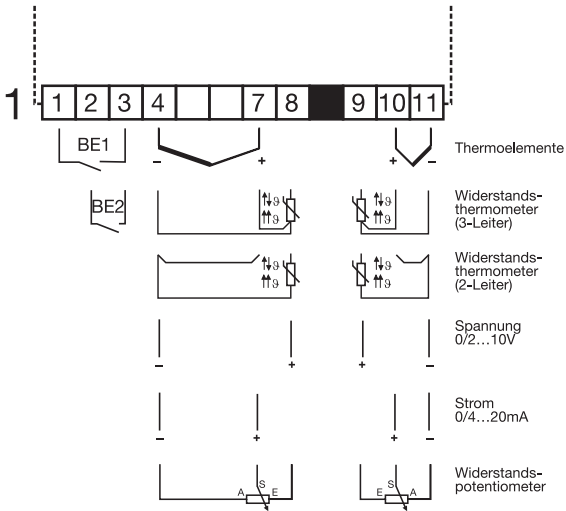 1
1 2 3 4 7 8 9 10 11
BE1
– + + –
Thermoelemente
BE2
ϑ ϑ
ϑ ϑ
Widerstands-
thermometer
(3-Leiter)
ϑ ϑ
ϑ ϑ
Widerstands-
thermometer
(2-Leiter)
Spannung
0/2...10V
– + + –
Strom
0/4...20mA
– + + –
Widerstands-
potentiometer
S S
A E E A